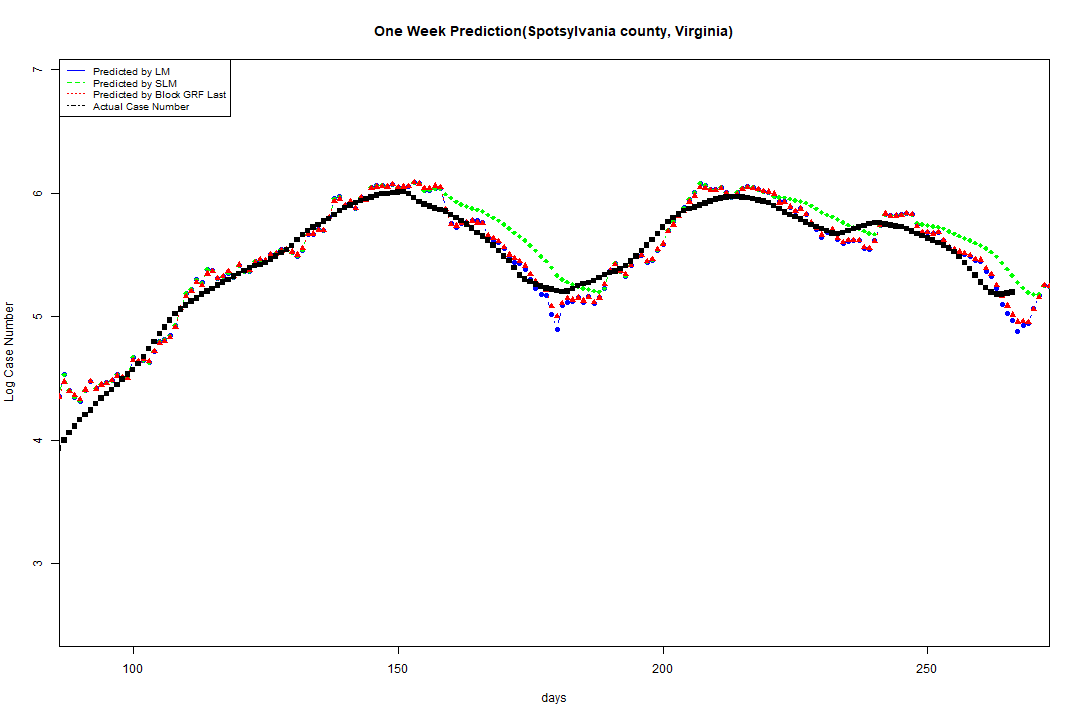 One Week Prediction(Spotsylvania county, Virginia)
Predicted by LM
Predicted by SLM
Predicted by Block GRF Last
Actual Case Number
7
6
5
4
3
Log Case Number
100 150 200 250
days